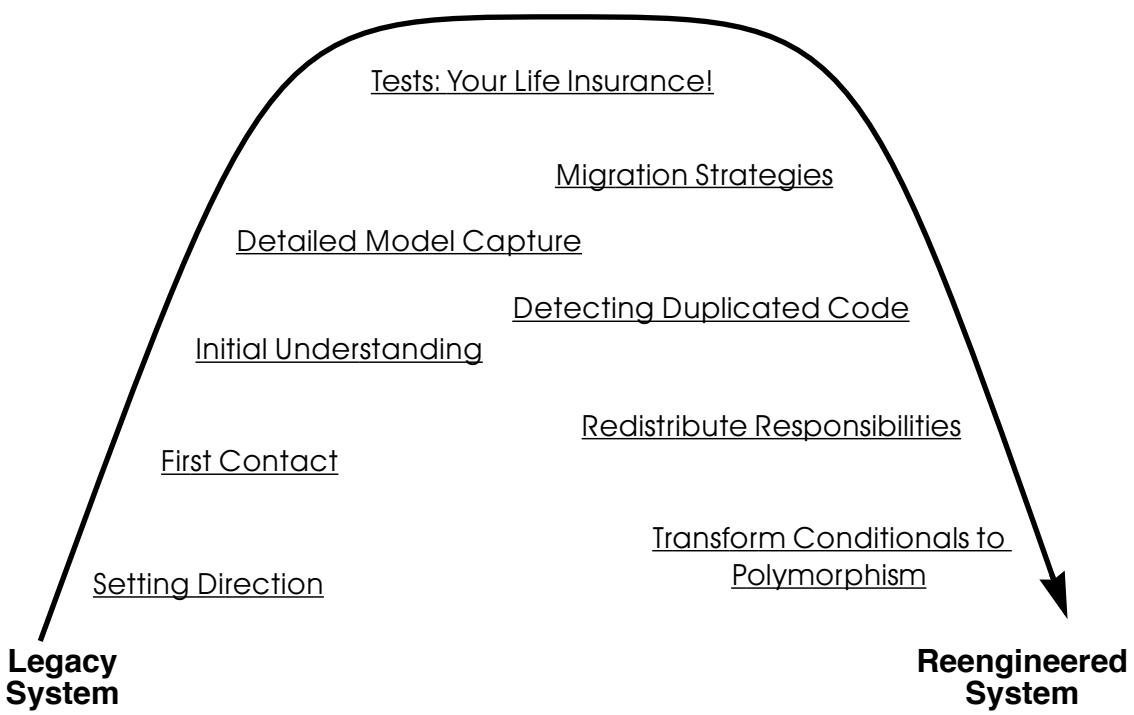 Tests: Your Life Insurance!
Migration Strategies
Detailed Model Capture
Detecting Duplicated Code
Initial Understanding
Redistribute Responsibilities
First Contact
Transform Conditionals to
Polymorphism
Setting Direction
Legacy
System
Reengineered
System